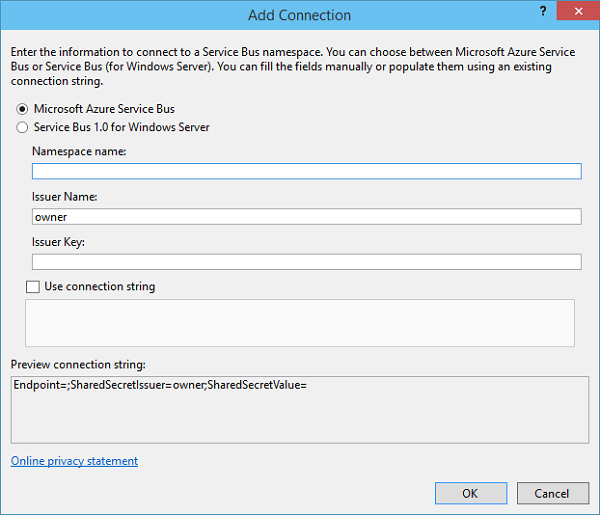 Add Connection
?
Enter the information to connect to a Service Bus namespace. You can choose between Microsoft Azure Service
Bus or Service Bus (for Windows Server). You can fill the fields manually or populate them using an existing
connection string.
Microsoft Azure Service Bus
Service Bus 1.0 for Windows Server
Namespace name:
Issuer Name:
owner
Issuer Key:
Use connection string
Preview connection string:
Endpoint=;SharedSecretIssuer=owner;SharedSecretValue=
Online privacy statement
OK
Cancel